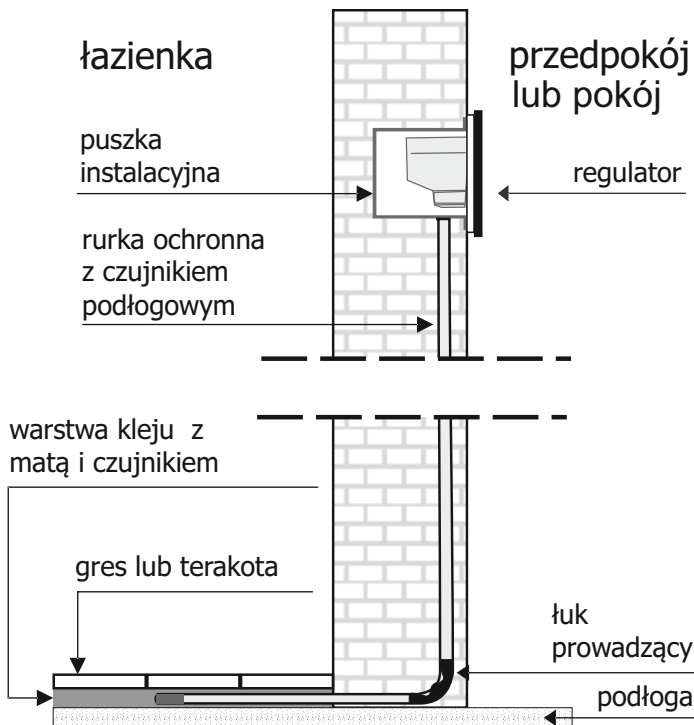 łazienka
przedpokój
lub pokój
puszka
instalacyjna
regulator
rurka ochronna
z czujnikiem
podłogowym
warstwa kleju z
matą i czujnikiem
gres lub terakota
łuk
prowadzący
podłoga